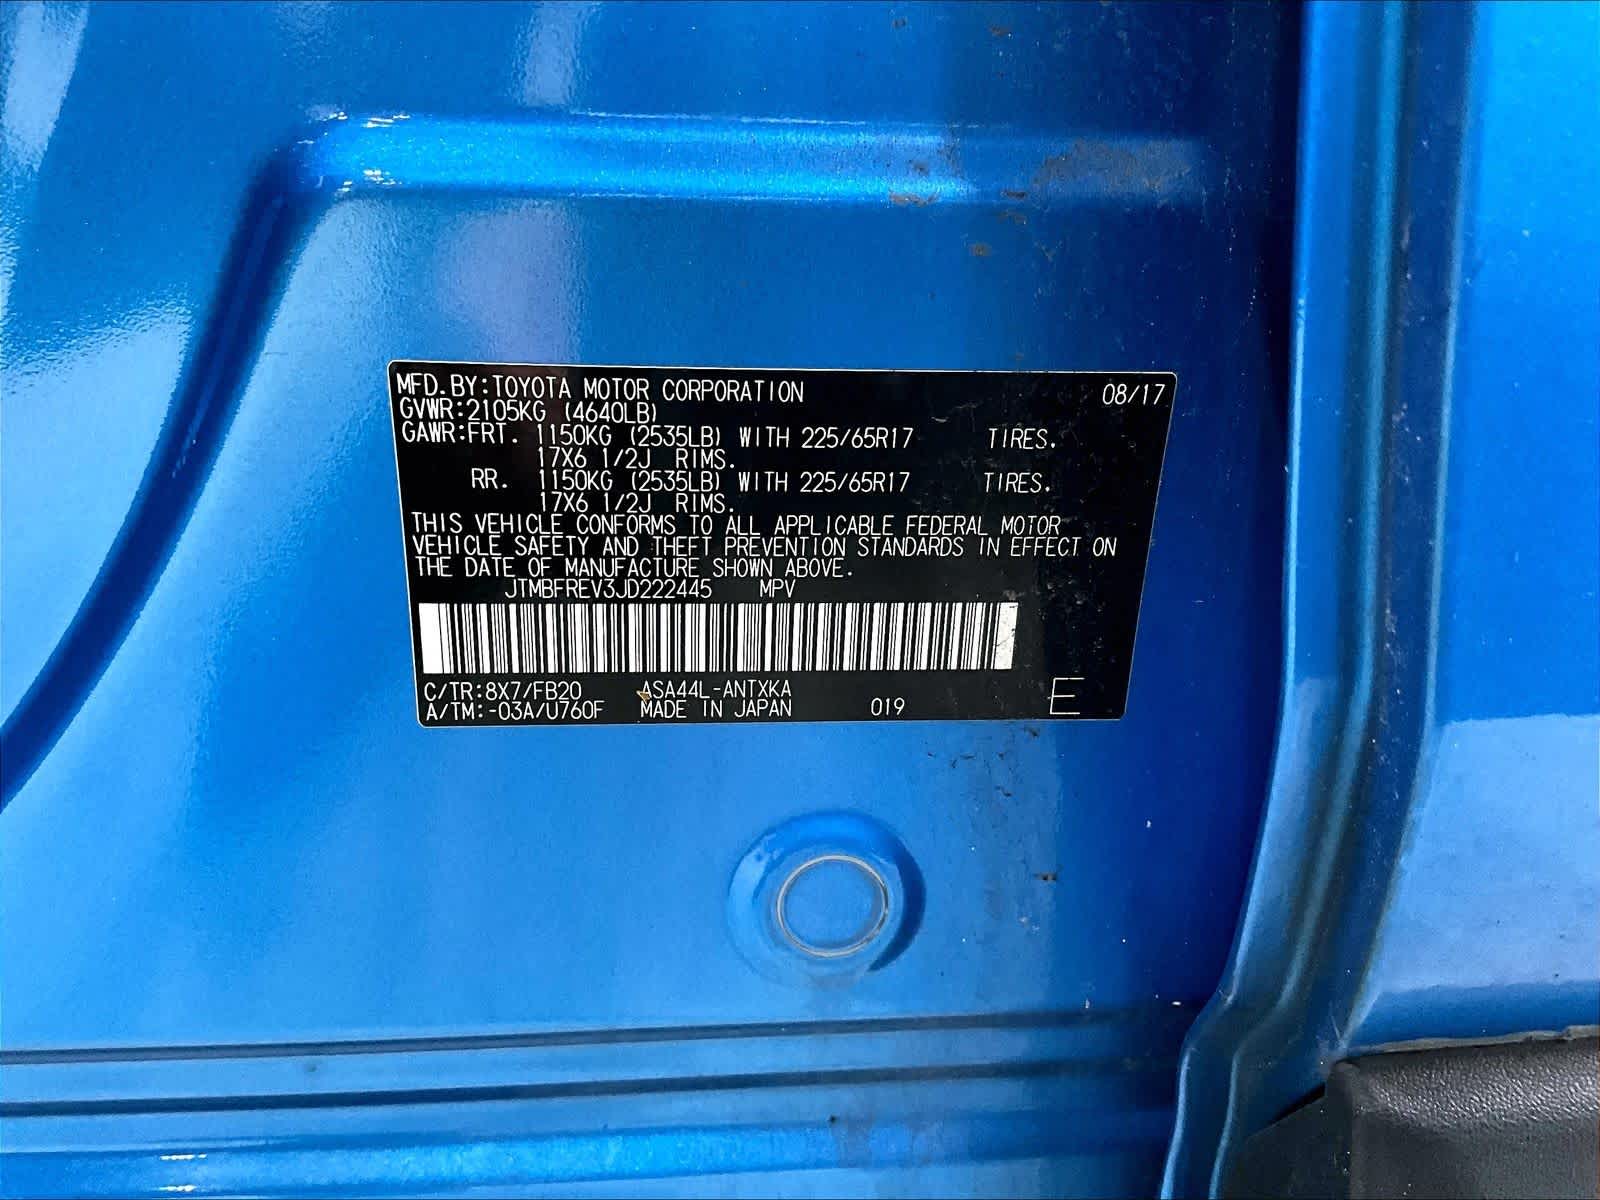 MFD.BY:TOYOTA MOTOR CORPORATION 08/17
GVWR:2105KG (4640LB)
GAWR:FRT. 1150KG (2535LB) WITH 225/65R17 TIRES.
17X6 1/2J RIMS.
RR. 1150KG (2535LB) WITH 225/65R17 TIRES.
17X6 1/2J RIMS.
THIS VEHICLE CONFORMS TO ALL APPLICABLE FEDERAL MOTOR
VEHICLE SAFETY AND THEFT PREVENTION STANDARDS IN EFFECT ON
THE DATE OF MANUFACTURE SHOWN ABOVE.
JTMBFREV3JD222445 MPV
C/TR:8X7/FB20 ASA44L-ANTXKA
A/TM:-03A/U760F MADE IN JAPAN 019 E